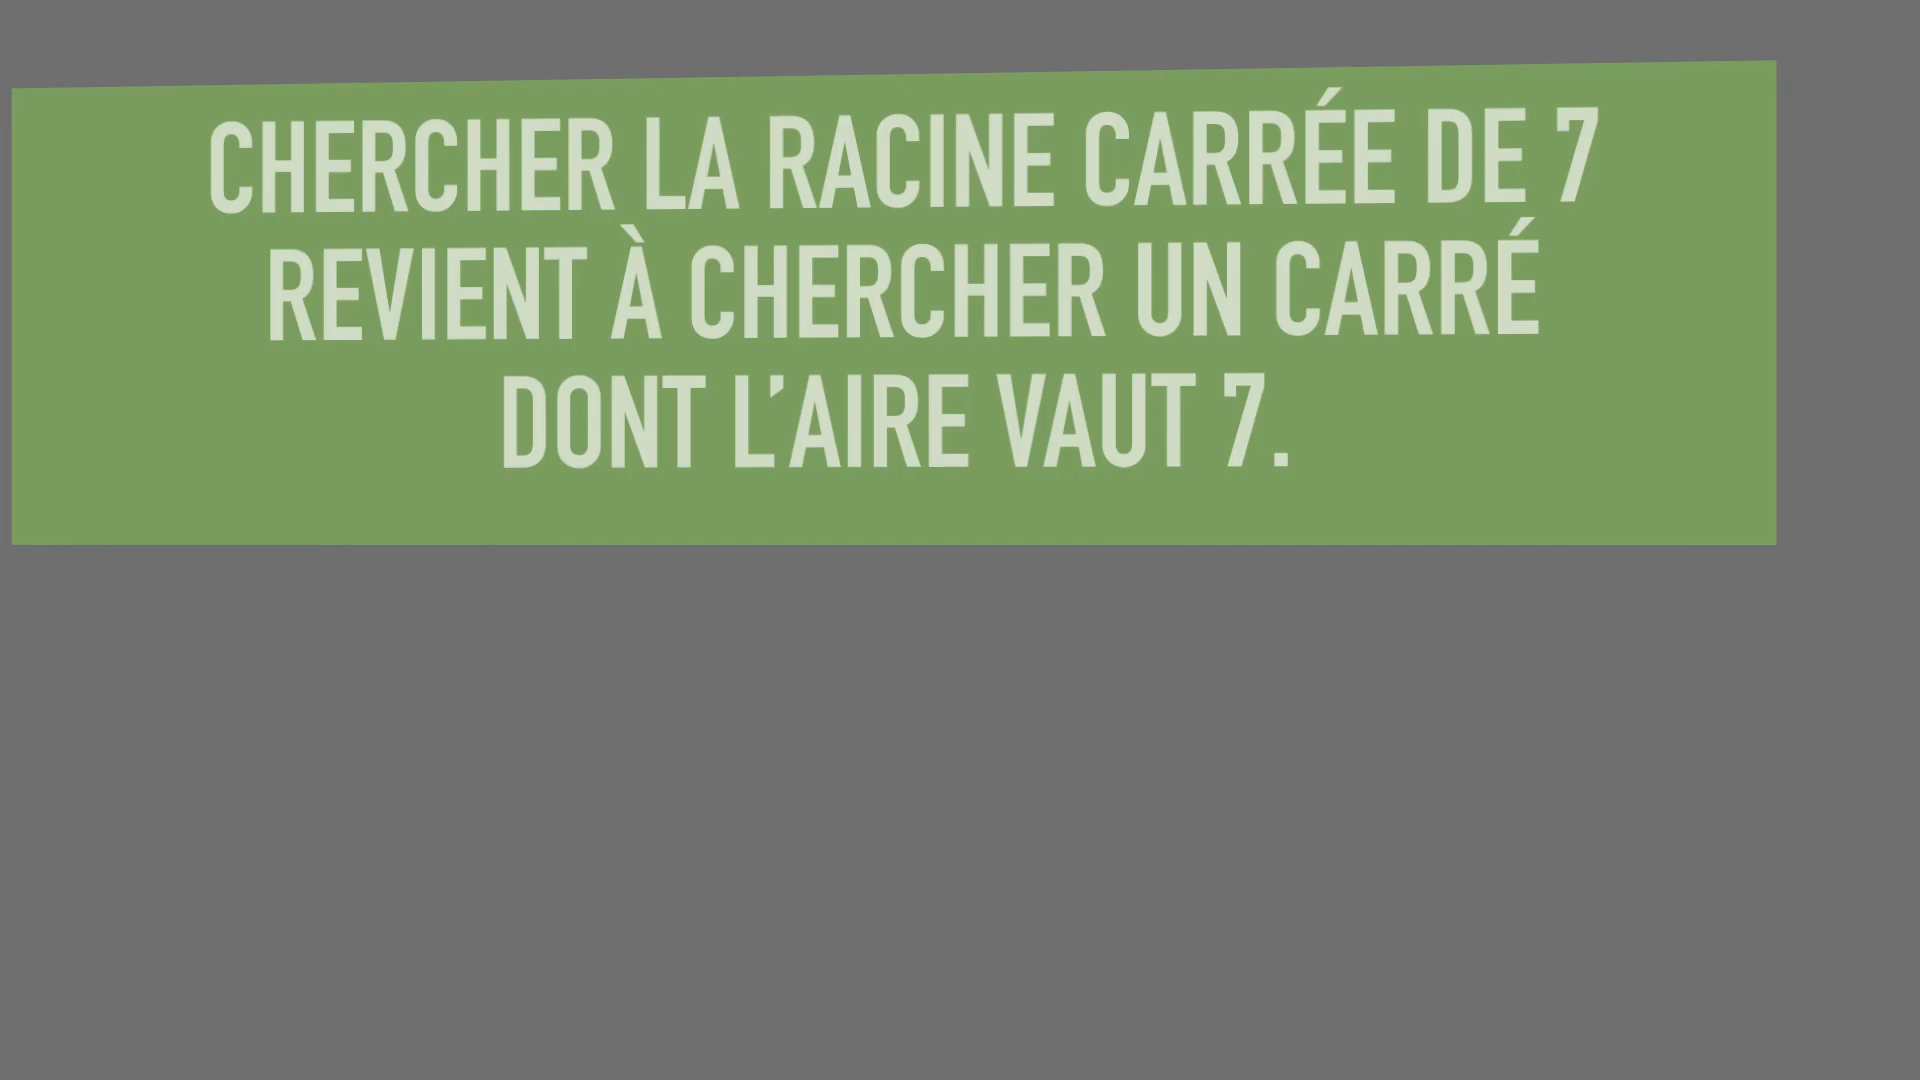 CHERCHER LA RACINE CARRÉE DE 7
REVIENT À CHERCHER UN CARRÉ
DONT L'AIRE VAUT 7.